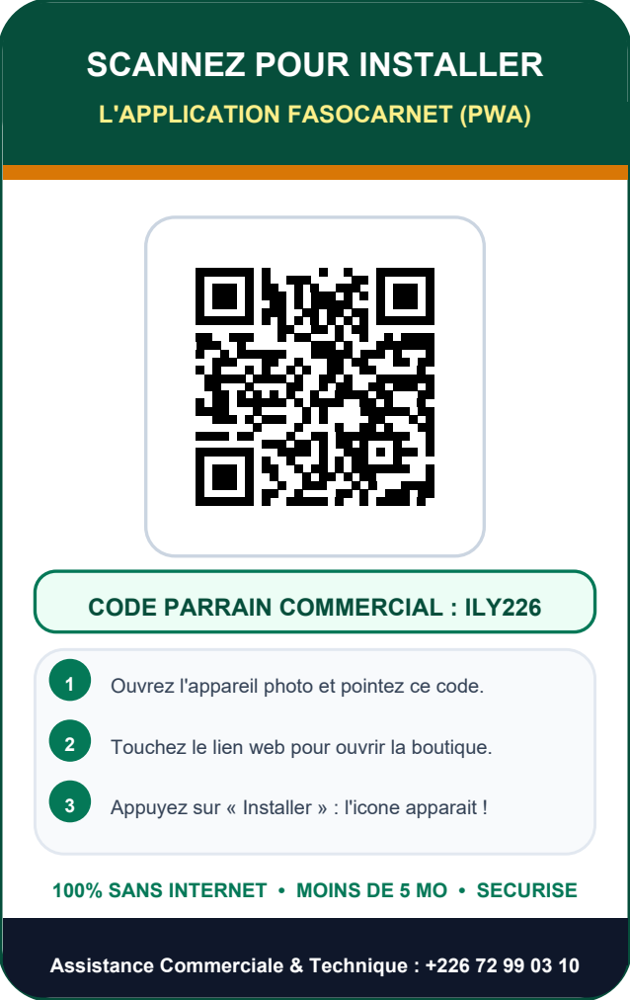 SCANNEZ POUR INSTALLER
L'APPLICATION FASOCARNET (PWA)
CODE PARRAIN COMMERCIAL : ILY226
1 Ouvrez l'appareil photo et pointez ce code.
2 Touchez le lien web pour ouvrir la boutique.
3 Appuyez sur « Installer » : l'icone apparait !
100% SANS INTERNET • MOINS DE 5 MO • SECURISE
Assistance Commerciale & Technique : +226 72 99 03 10